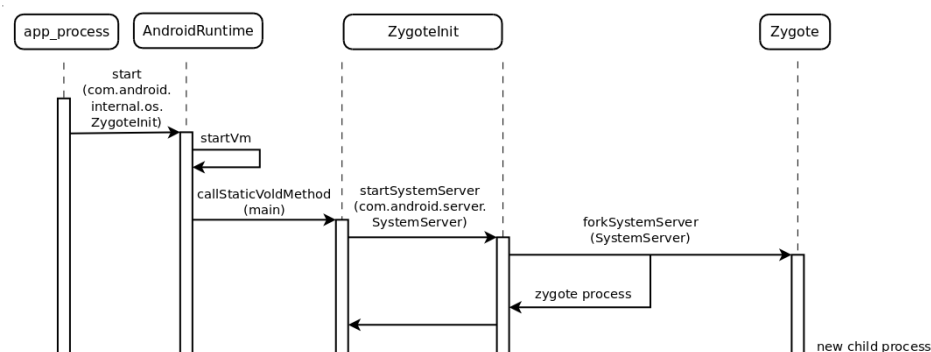 app_process
AndroidRuntime
ZygoteInit
Zygote
start
(com.android.
internal.os.
ZygoteInit)
startVm
callStaticVoldMethod
(main)
startSystemServer
(com.android.server.
SystemServer)
forkSystemServer
(SystemServer)
zygote process
new child process